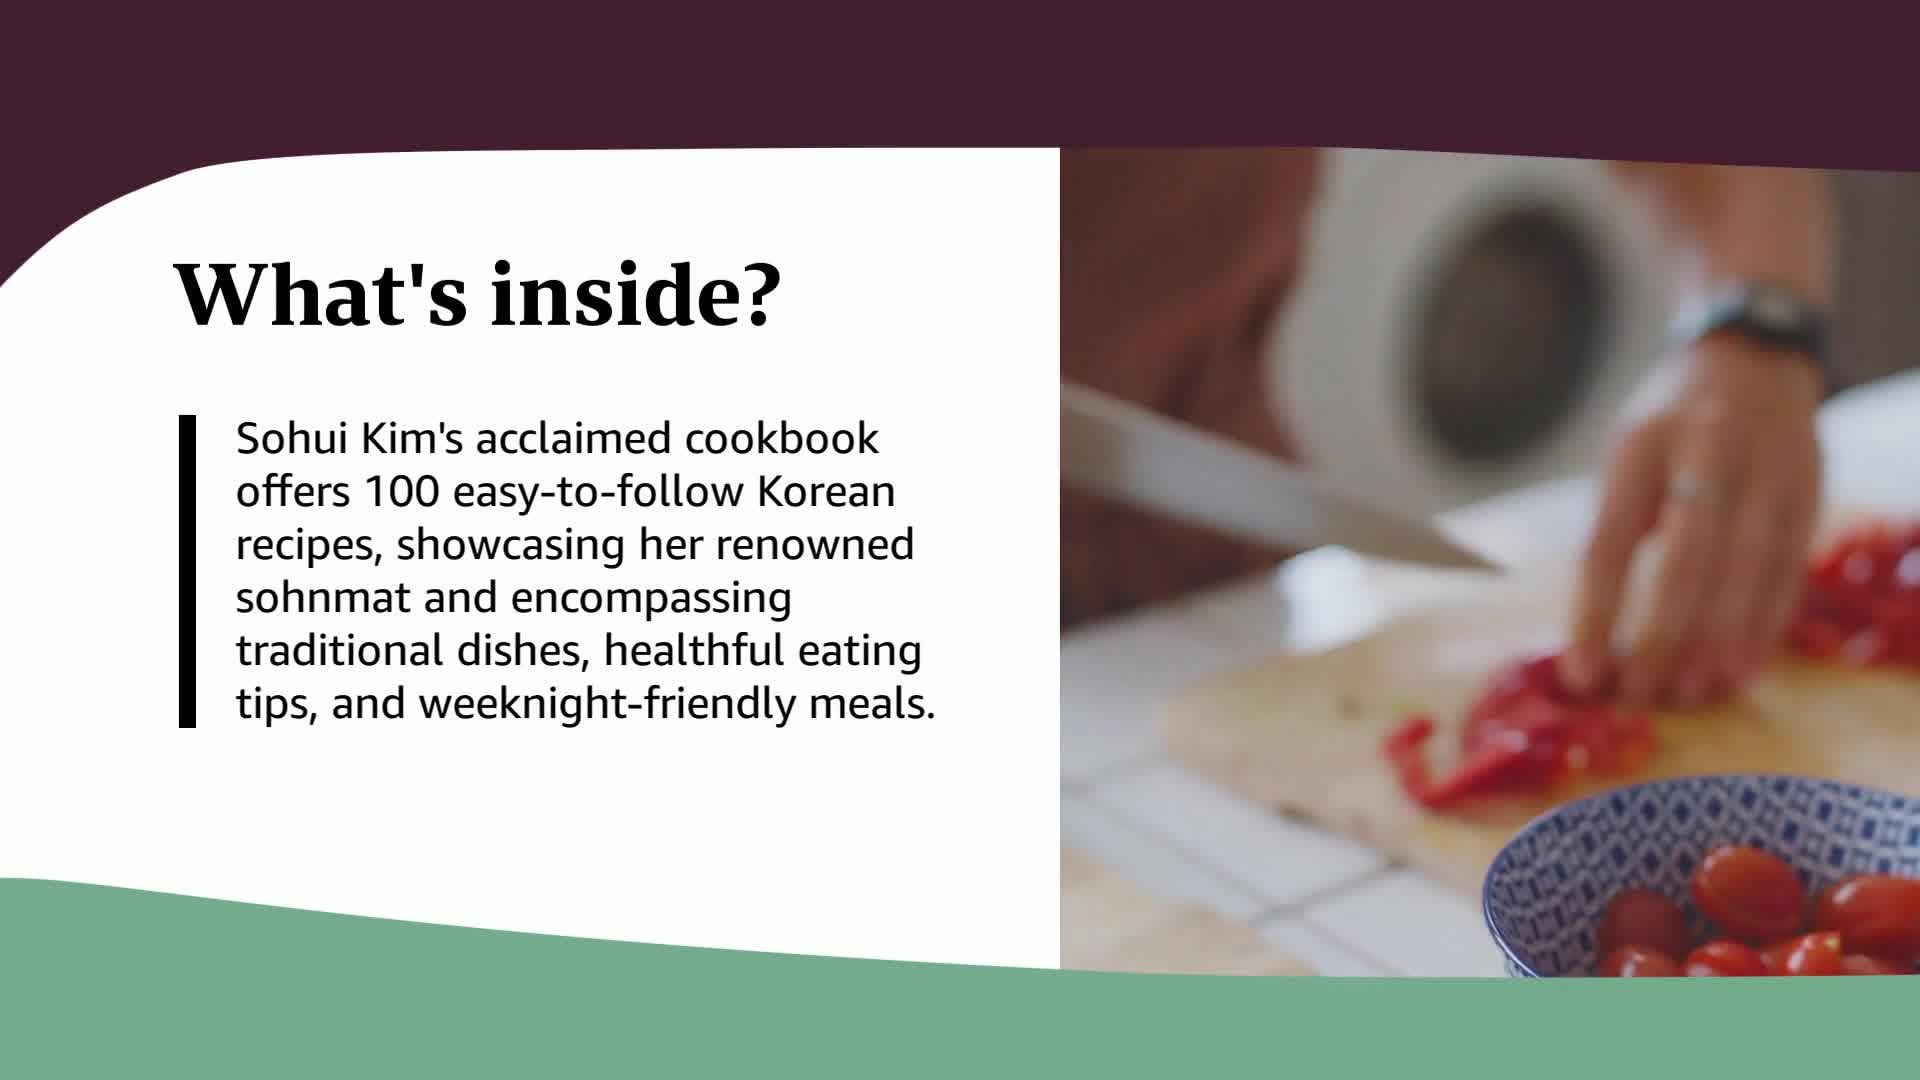 What's inside?
Sohui Kim's acclaimed cookbook
offers 100 easy-to-follow Korean
recipes, showcasing her renowned
sohnmat and encompassing
traditional dishes, healthful eating
tips, and weeknight-friendly meals.